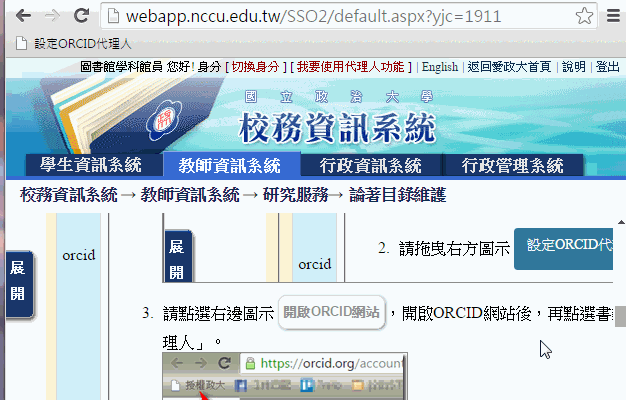 webapp.nccu.edu.tw/SSO2/default.aspx?yjc=1911
設定ORCID代理人
圖書館學科館員 您好! 身分 [ 切換身分 ] [ 我要使用代理人功能 ] | English | 返回愛政大首頁 | 說明 | 登出
國立政治大學
校務資訊系統
學生資訊系統 教師資訊系統 行政資訊系統 行政管理系統
校務資訊系統 → 教師資訊系統 → 研究服務 → 論著目錄維護
展開
orcid
展開
orcid
2. 請拖曳右方圖示 設定ORCID代
3. 請點選右邊圖示 開啟ORCID網站 ，開啟ORCID網站後，再點選書
理人」。
https://orcid.org/account
授權政大